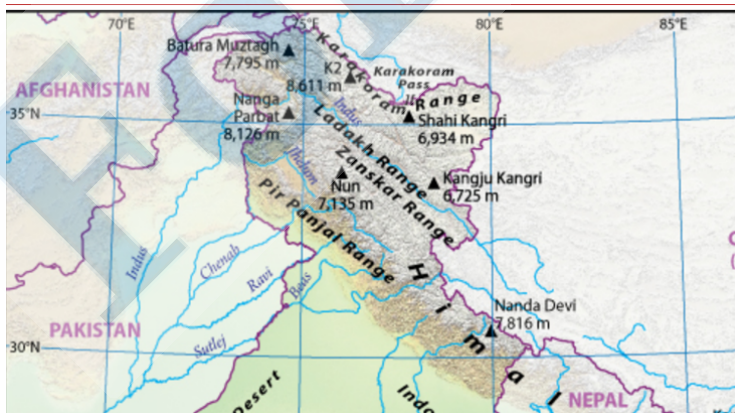 70°E
75°E
80°E
85°E
Batura Muztagh
7,795 m
Karakoram
Range
K2
8,611 m
Karakoram
Pass
AFGHANISTAN
35°N
Nanga
Parbat
8,126 m
Indus
Ladakh Range
Shahi Kangri
6,934 m
Jhelum
Zanskar Range
Nun
7,135 m
Kangju Kangri
6,725 m
Pir Panjal Range
Indus
Chenab
Ravi
Beas
Sutlej
H i m a l
Nanda Devi
7,816 m
PAKISTAN
30°N
Desert
Indo
NEPAL